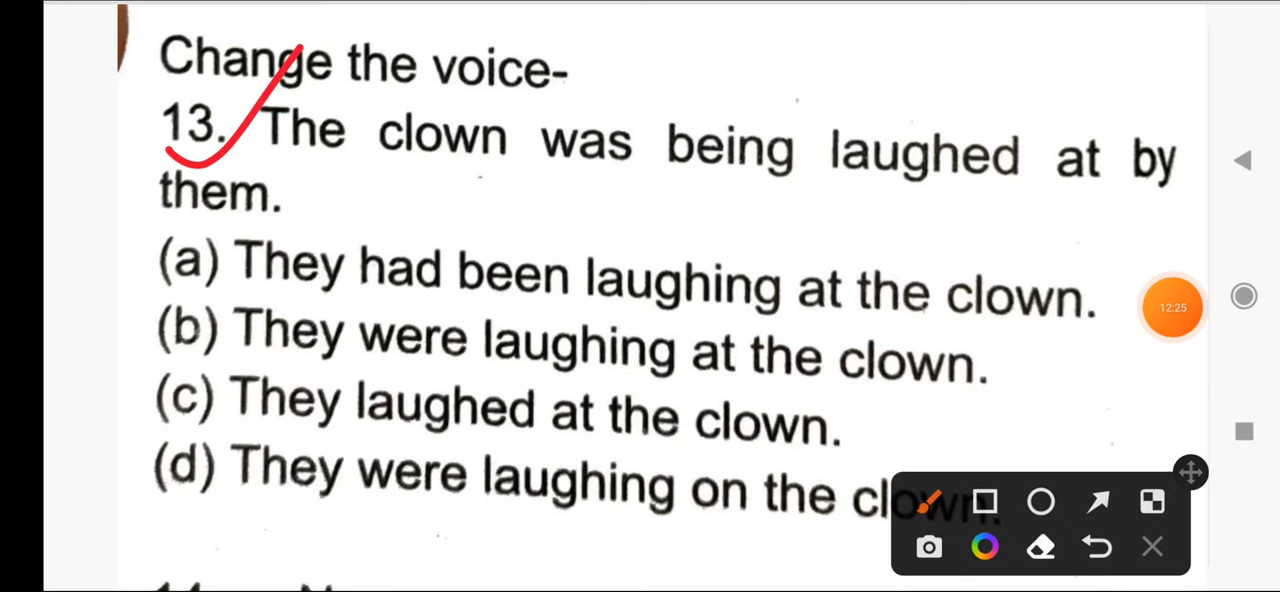 Change the voice-
13. The clown was being laughed at by
them.
(a) They had been laughing at the clown.
(b) They were laughing at the clown.
(c) They laughed at the clown.
(d) They were laughing on the clown.
12:25